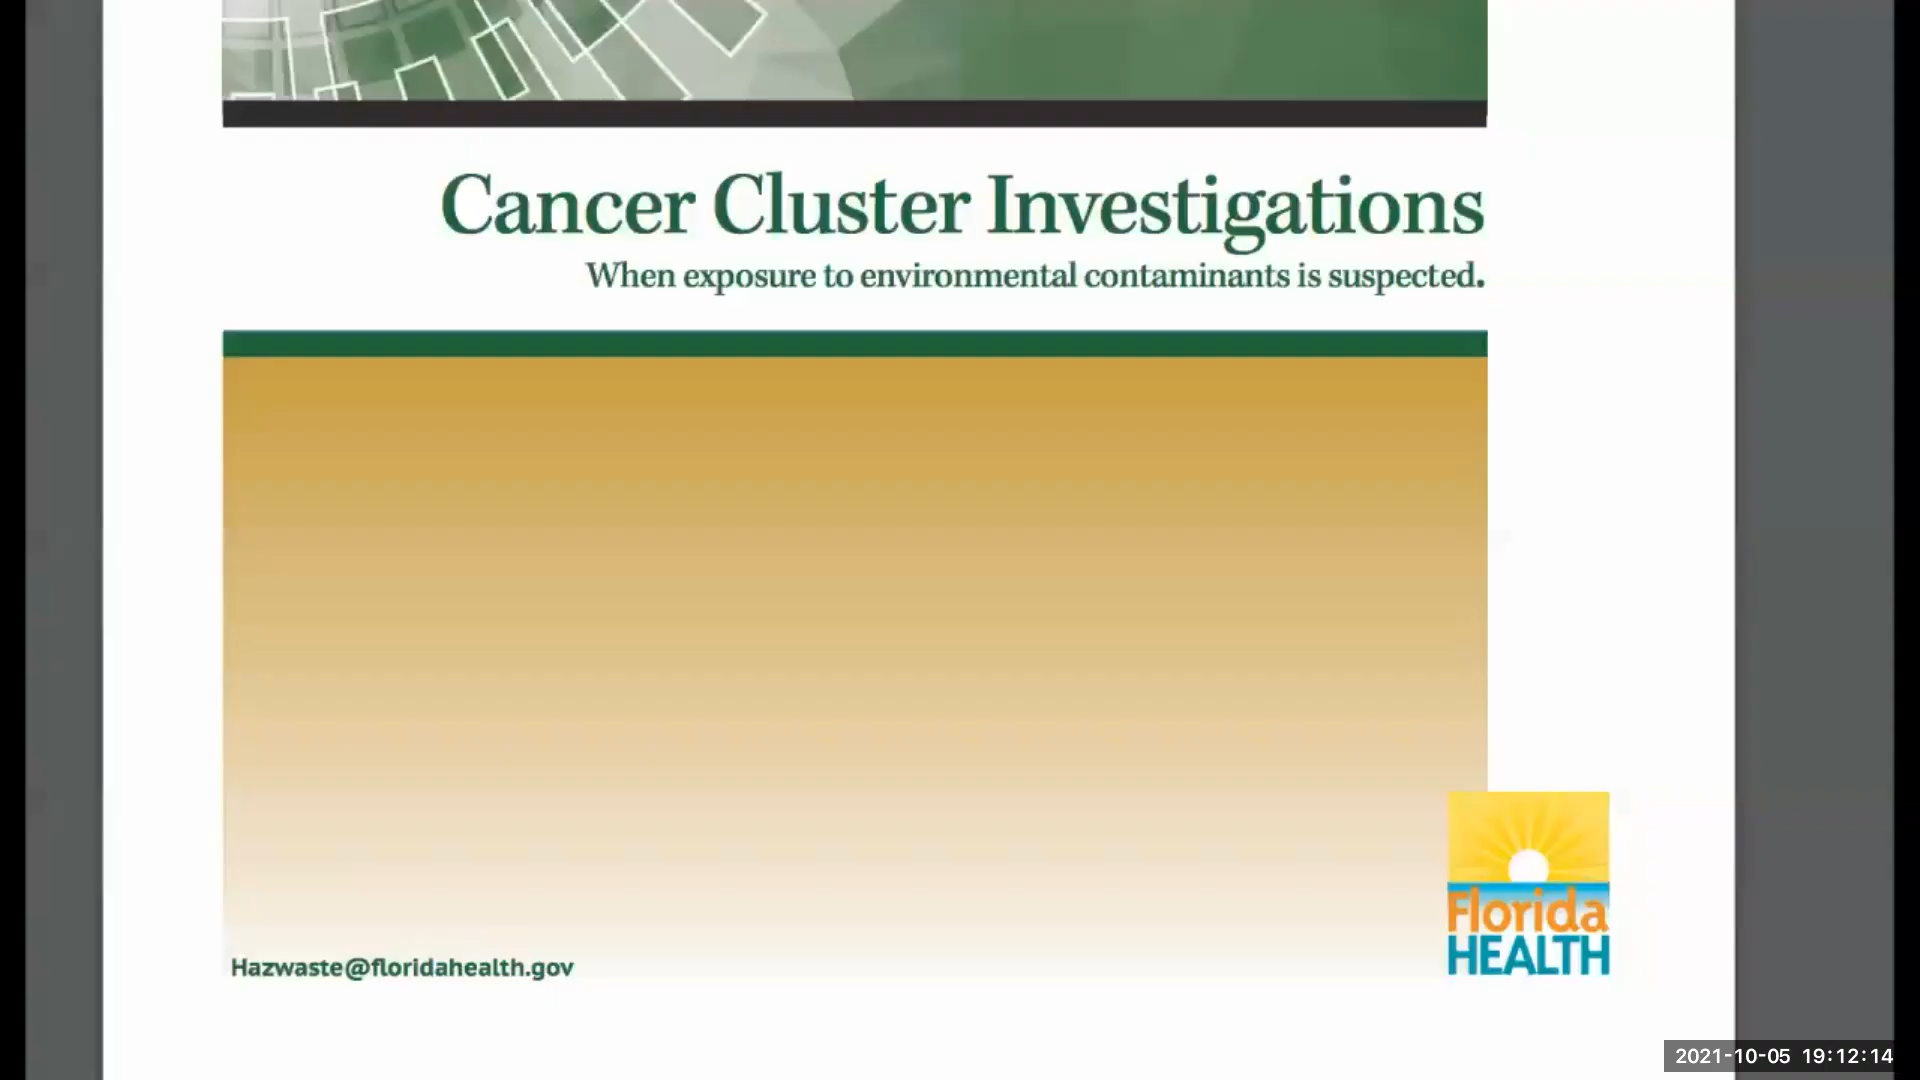 Cancer Cluster Investigations
When exposure to environmental contaminants is suspected.
Florida
HEALTH
Hazwaste@floridahealth.gov
2021-10-05 19:12:14